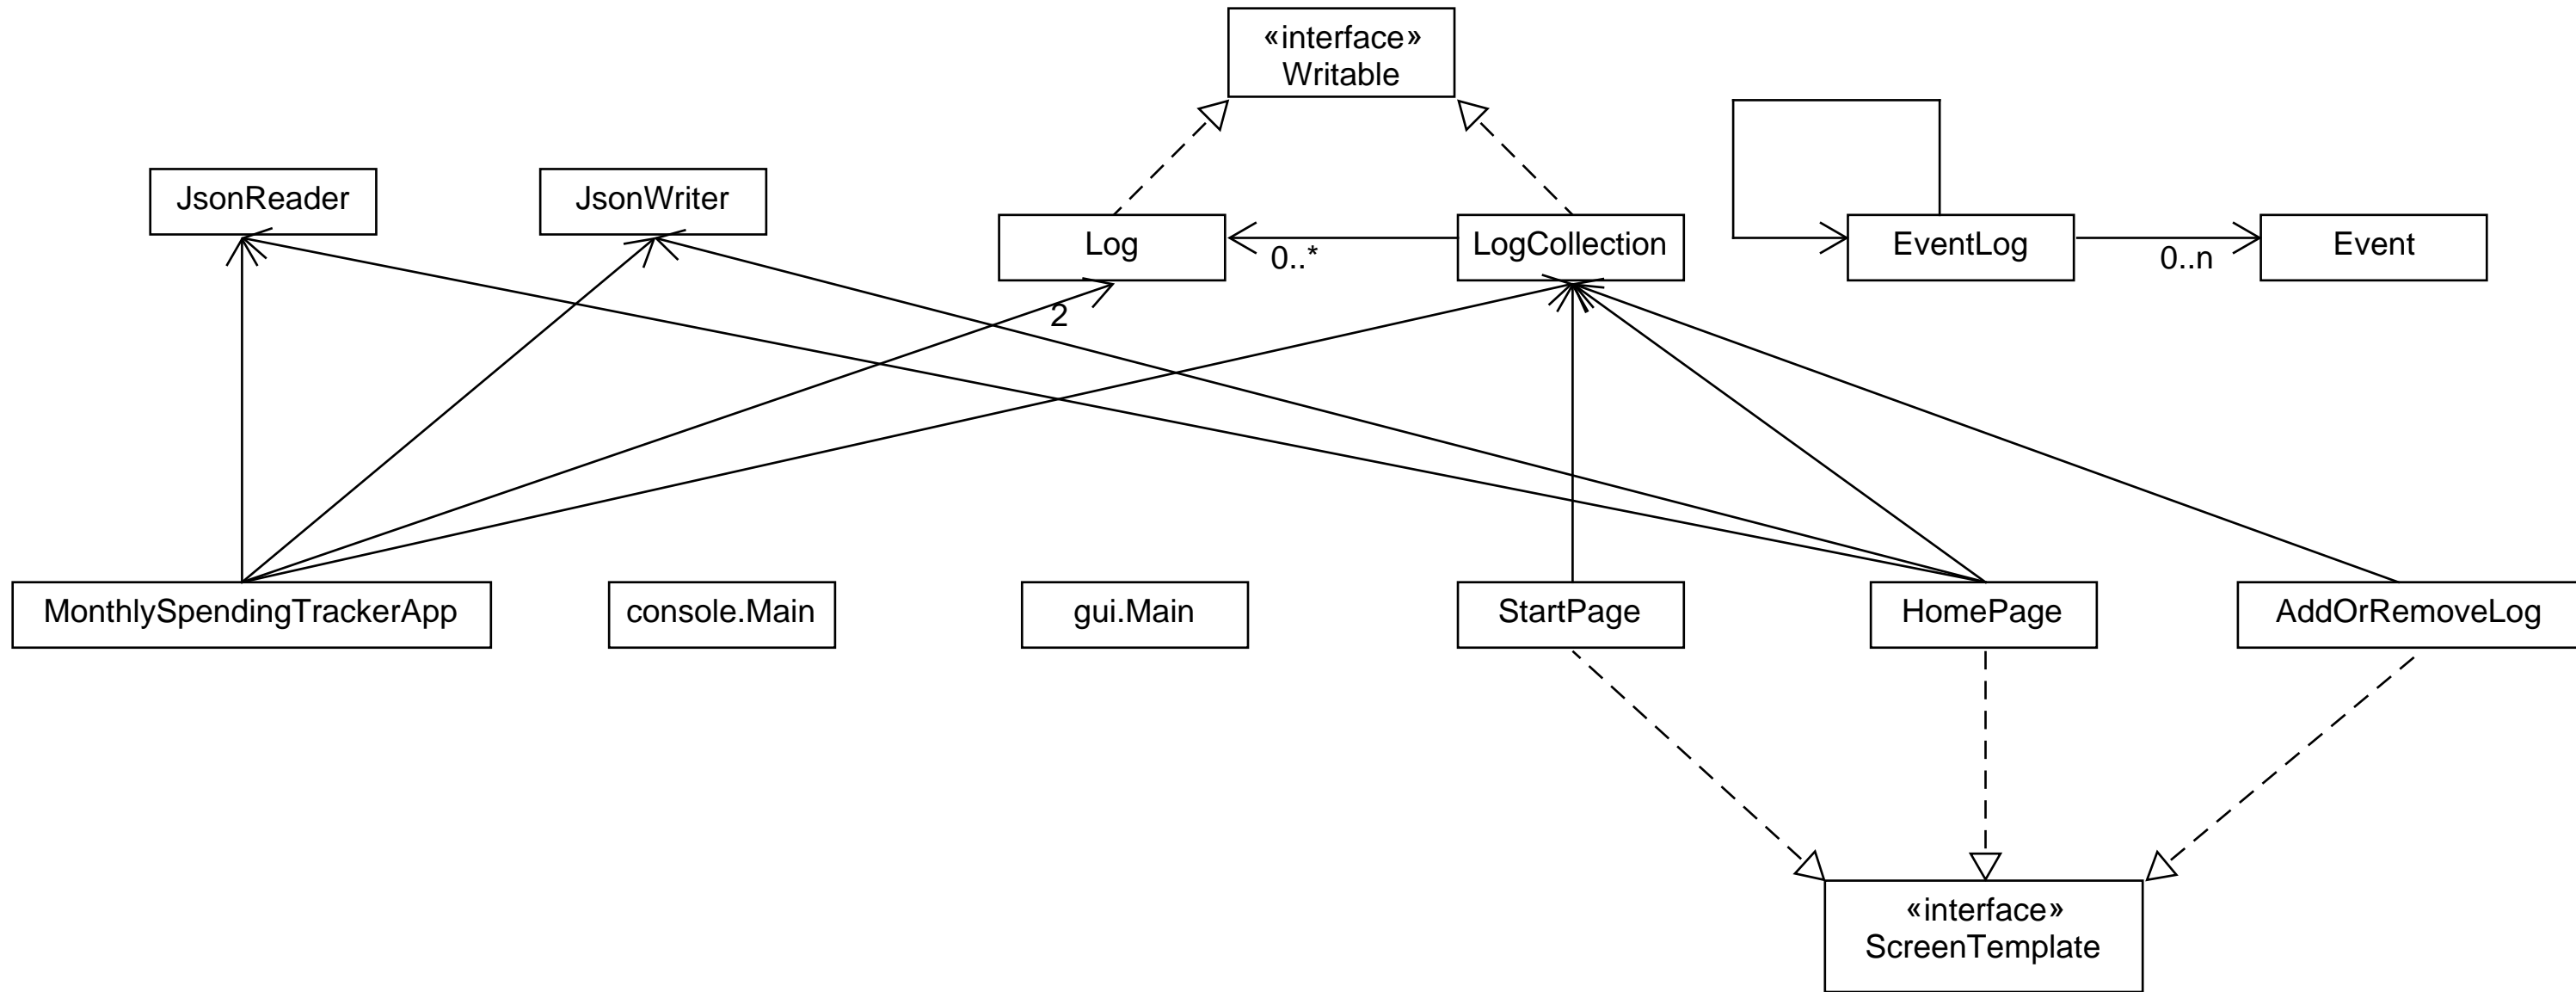 «interface»
Writable
JsonReader
JsonWriter
Log
0..*
LogCollection
EventLog
0..n
Event
2
MonthlySpendingTrackerApp
console.Main
gui.Main
StartPage
HomePage
AddOrRemoveLog
«interface»
ScreenTemplate